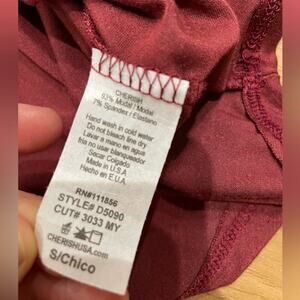 CHERISH
93% Modal / Modal
7% Spandex / Elastano
Hand wash in cold water
Do not bleach line dry
Lavar a mano en agua
fria no usar blanqueador
Secar Colgado
Made in U.S.A
Hecho en E.U.A
RN#111856
STYLE# D5090
CUT# 3033 MY
CHERISHUSA.COM
S/Chico